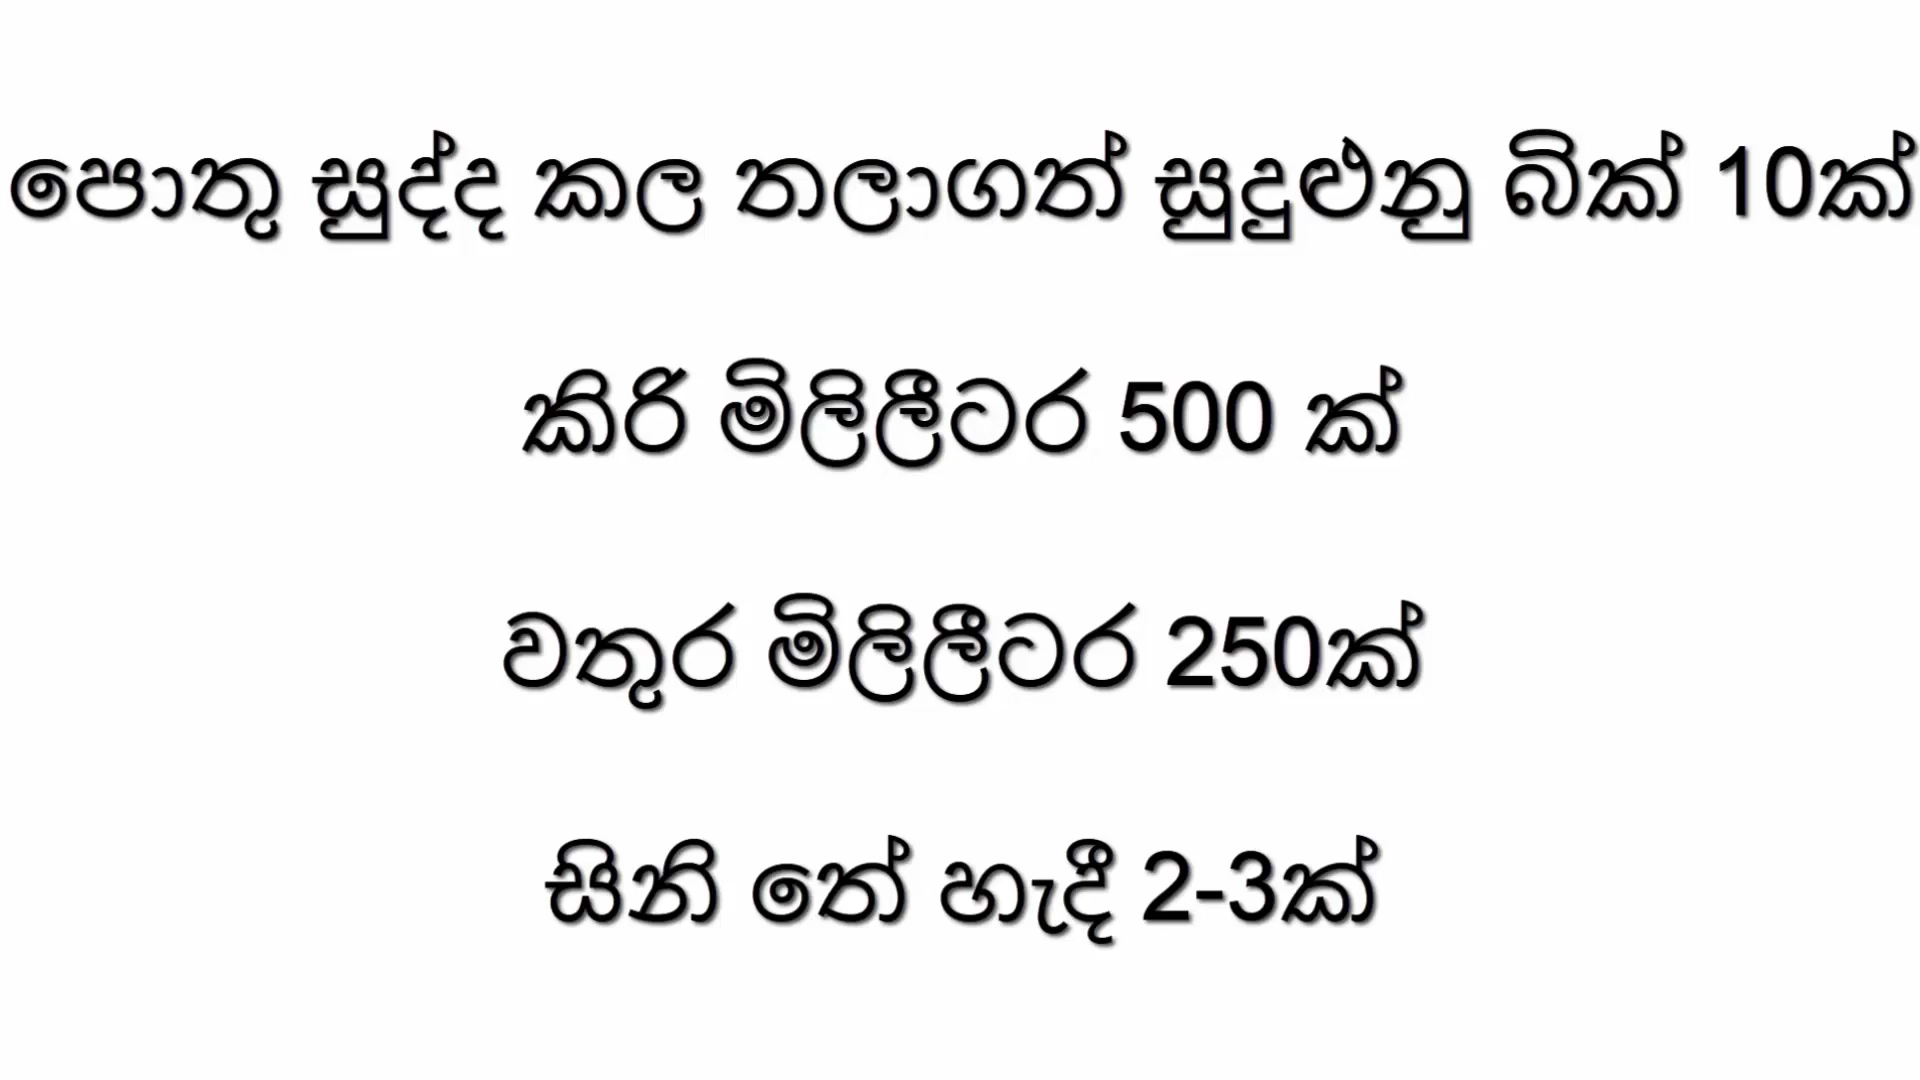 පොතු සුද්ද කල තලාගත් සුදුළුනු බික් 10ක්
කිරි මිලිලීටර 500 ක්
වතුර මිලිලීටර 250ක්
සිනි තේ හැදී 2-3ක්